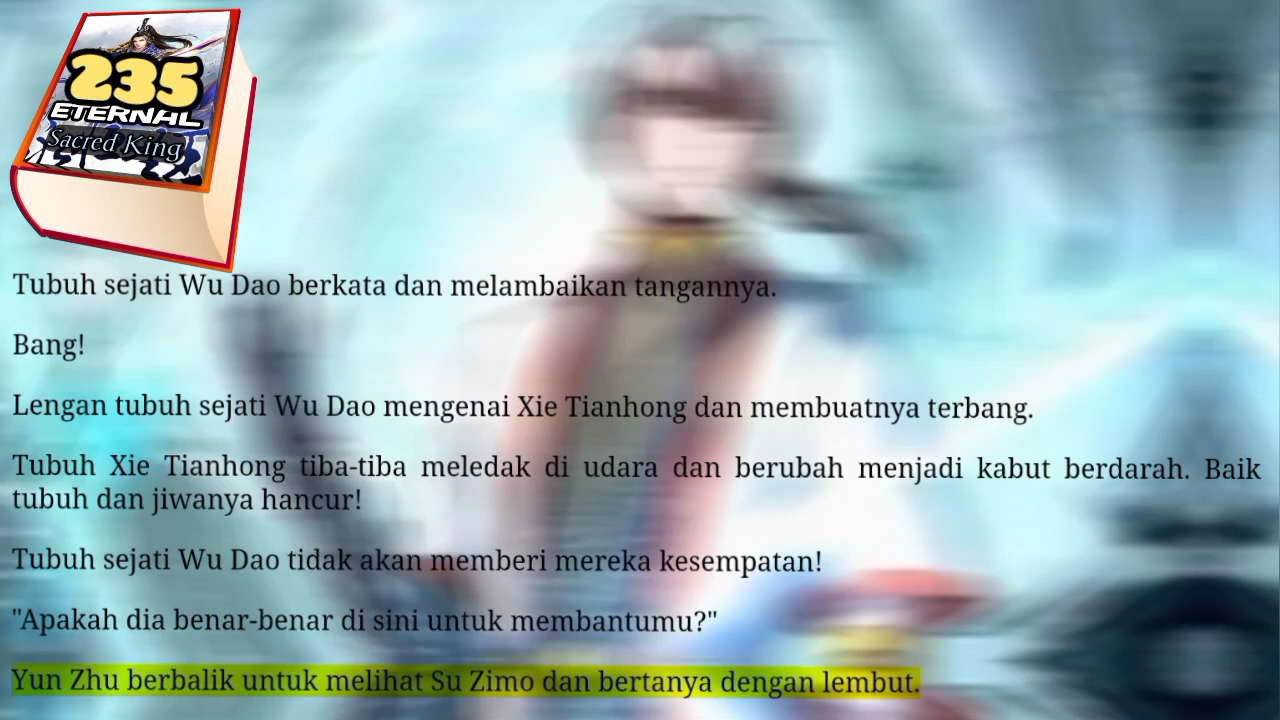 235
ETERNAL
Sacred King
Tubuh sejati Wu Dao berkata dan melambaikan tangannya.
Bang!
Lengan tubuh sejati Wu Dao mengenai Xie Tianhong dan membuatnya terbang.
Tubuh Xie Tianhong tiba-tiba meledak di udara dan berubah menjadi kabut berdarah. Baik
tubuh dan jiwanya hancur!
Tubuh sejati Wu Dao tidak akan memberi mereka kesempatan!
"Apakah dia benar-benar di sini untuk membantumu?"
Yun Zhu berbalik untuk melihat Su Zimo dan bertanya dengan lembut.